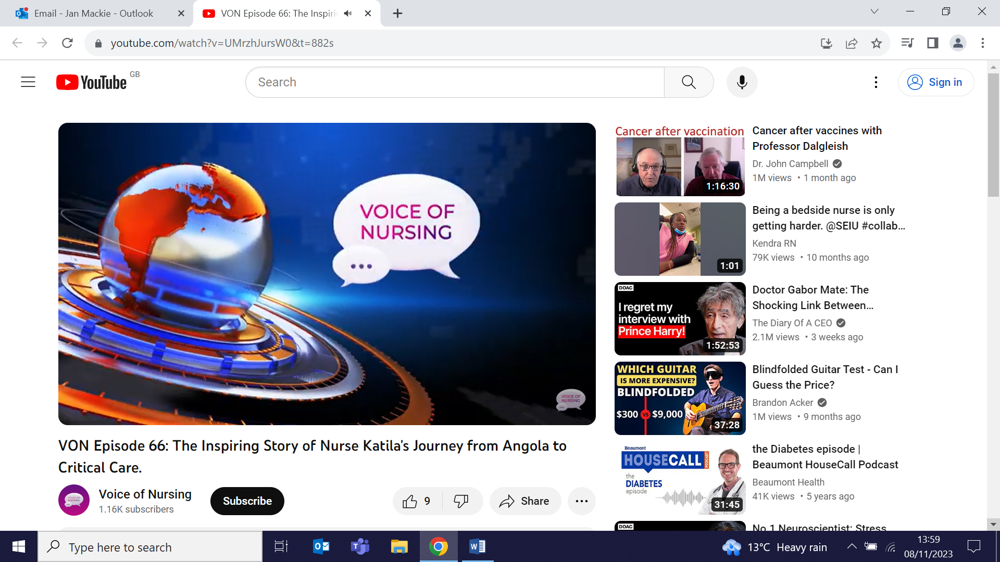 Email - Jan Mackie - Outlook
VON Episode 66: The Inspiri
youtube.com/watch?v=UMrzhJursW0&t=882s
YouTube GB
Search
Sign in
VOICE OF
NURSING
VOICE OF
NURSING
VON Episode 66: The Inspiring Story of Nurse Katila's Journey from Angola to
Critical Care.
VOICE OF
NURSING
Voice of Nursing
1.16K subscribers
Subscribe
9
Share
Cancer after vaccination
1:16:30
Cancer after vaccines with
Professor Dalgleish
Dr. John Campbell
1M views • 1 month ago
1:01
Being a bedside nurse is only
getting harder. @SEIU #collab...
Kendra RN
79K views • 10 months ago
DOAC
I regret my
interview with
Prince Harry!
1:52:53
Doctor Gabor Mate: The
Shocking Link Between...
The Diary Of A CEO
2.1M views • 3 weeks ago
WHICH GUITAR
IS MORE EXPENSIVE?
BLINDFOLDED
$300 VS $9,000
37:28
Blindfolded Guitar Test - Can I
Guess the Price?
Brandon Acker
1M views • 9 months ago
Beaumont
HOUSECALL PODCAST
the
DIABETES
episode
31:45
the Diabetes episode |
Beaumont HouseCall Podcast
Beaumont Health
41K views • 5 years ago
DOAC
No.1 Neuroscientist: Stress
Type here to search
13°C Heavy rain
13:59
08/11/2023